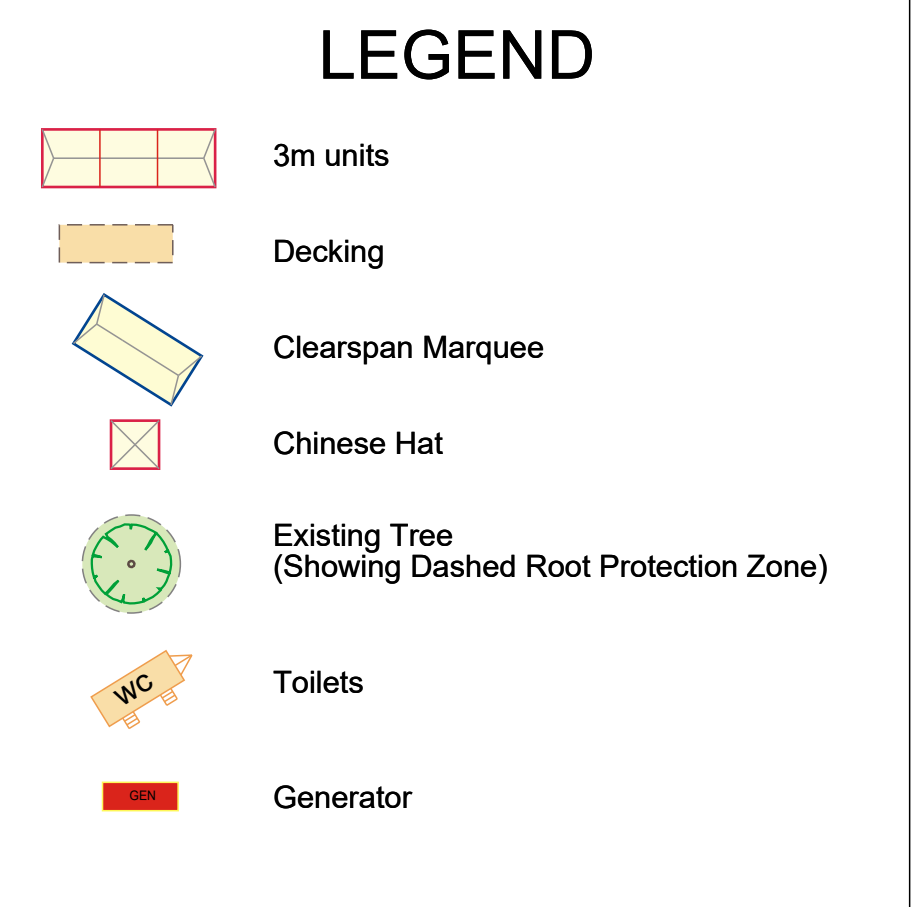 LEGEND
3m units
Decking
Clearspan Marquee
Chinese Hat
Existing Tree
(Showing Dashed Root Protection Zone)
WC
Toilets
GEN
Generator